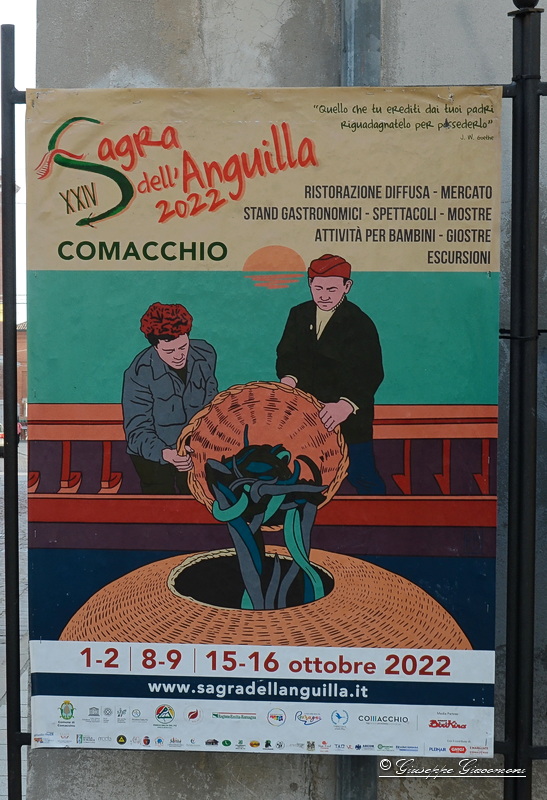 "Quello che tu erediti dai tuoi padri
riguadagnatelo per possederlo"
J. W. Goethe
Sagra
dell'Anguilla
XXIV
2022
COMACCHIO
RISTORAZIONE DIFFUSA - MERCATO
STAND GASTRONOMICI - SPETTACOLI - MOSTRE
ATTIVITÀ PER BAMBINI - GIOSTRE
ESCURSIONI
1-2 | 8-9 | 15-16 ottobre 2022
www.sagradellanguilla.it
COMACCHIO
© Giuseppe Giacomoni